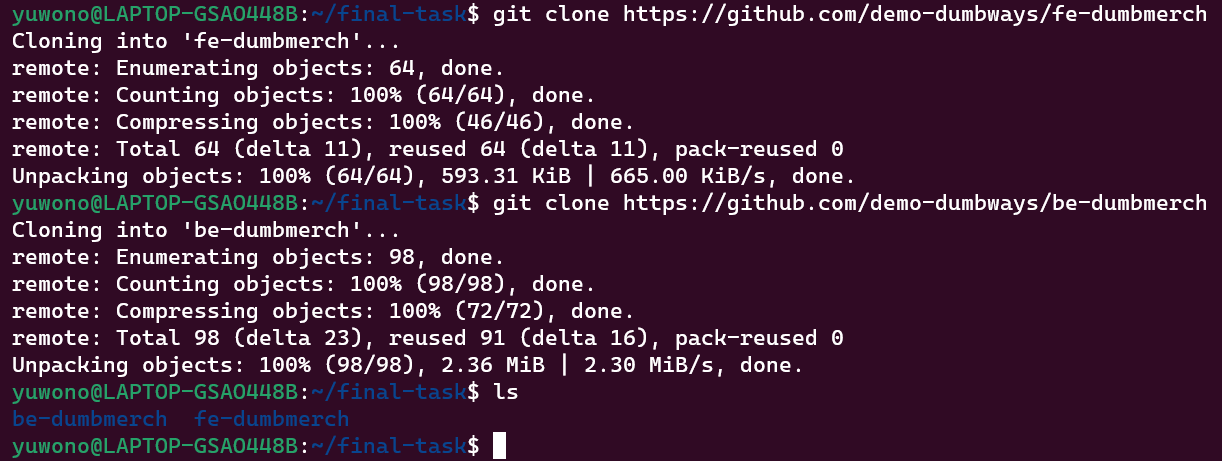 yuwono@LAPTOP-GSAO448B:~/final-task$ git clone https://github.com/demo-dumbways/fe-dumbmerch
Cloning into 'fe-dumbmerch'...
remote: Enumerating objects: 64, done.
remote: Counting objects: 100% (64/64), done.
remote: Compressing objects: 100% (46/46), done.
remote: Total 64 (delta 11), reused 64 (delta 11), pack-reused 0
Unpacking objects: 100% (64/64), 593.31 KiB | 665.00 KiB/s, done.
yuwono@LAPTOP-GSAO448B:~/final-task$ git clone https://github.com/demo-dumbways/be-dumbmerch
Cloning into 'be-dumbmerch'...
remote: Enumerating objects: 98, done.
remote: Counting objects: 100% (98/98), done.
remote: Compressing objects: 100% (72/72), done.
remote: Total 98 (delta 23), reused 91 (delta 16), pack-reused 0
Unpacking objects: 100% (98/98), 2.36 MiB | 2.30 MiB/s, done.
yuwono@LAPTOP-GSAO448B:~/final-task$ ls
be-dumbmerch  fe-dumbmerch
yuwono@LAPTOP-GSAO448B:~/final-task$